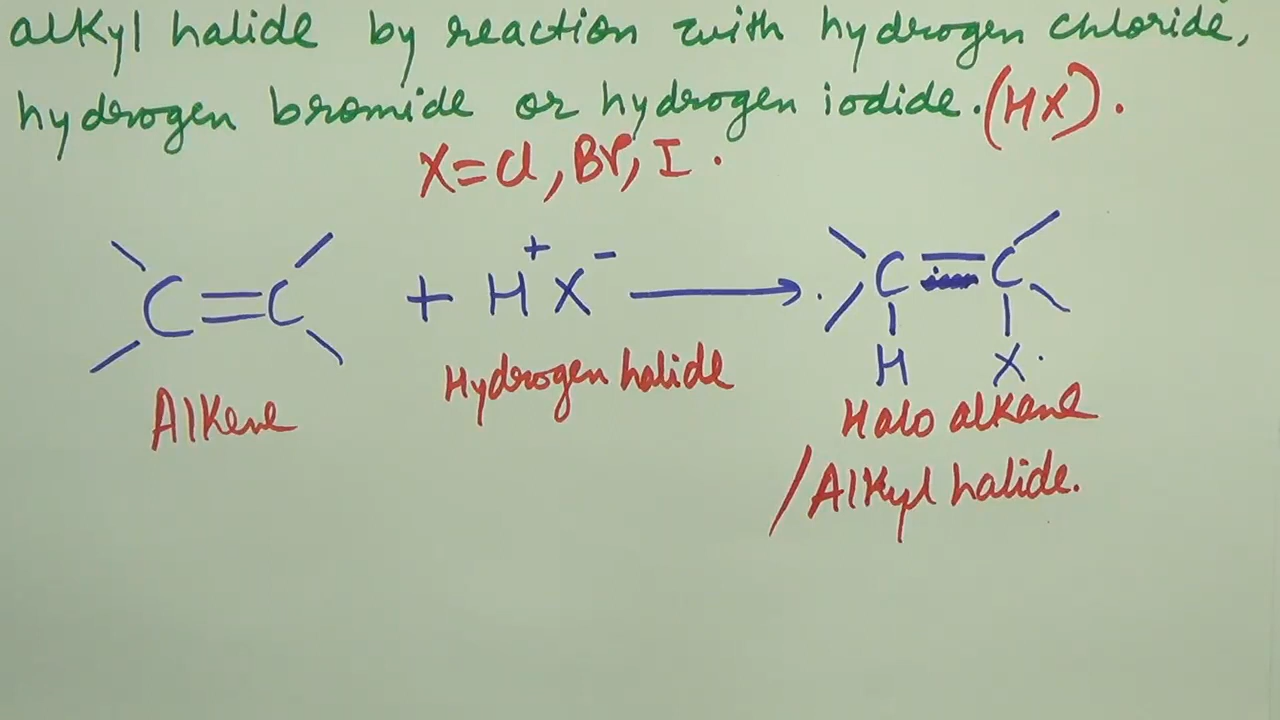 alkyl halide by reaction with hydrogen chloride,
hydrogen bromide or hydrogen iodide. (HX).
X=Cl, Br, I.
C=C + H⁺X⁻ → C–C
H X
Alkene
Hydrogen halide
Halo alkane
/Alkyl halide.